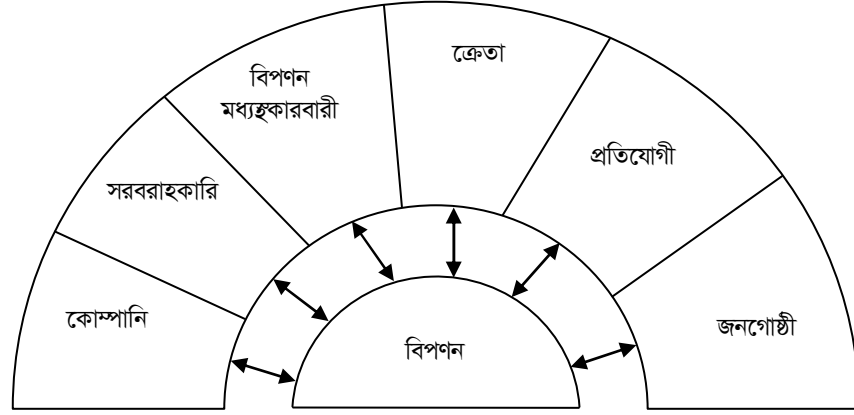 কোম্পানি
সরবরাহকারি
বিপণন
মধ্যস্থকারবারী
ক্রেতা
প্রতিযোগী
জনগোষ্ঠী
বিপণন